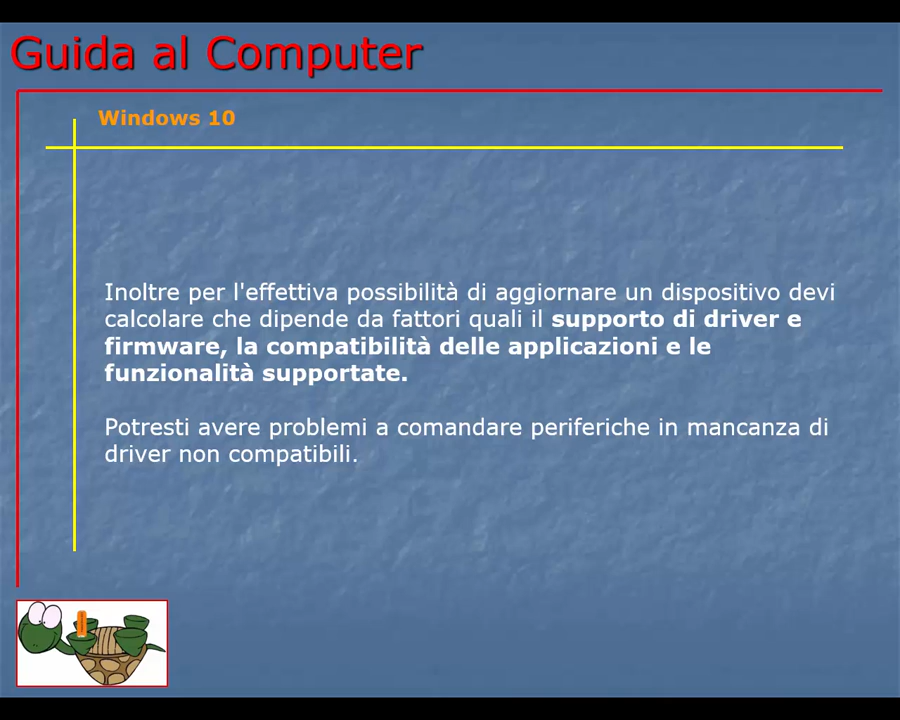 Guida al Computer
Windows 10
Inoltre per l'effettiva possibilità di aggiornare un dispositivo devi
calcolare che dipende da fattori quali il supporto di driver e
firmware, la compatibilità delle applicazioni e le
funzionalità supportate.
Potresti avere problemi a comandare periferiche in mancanza di
driver non compatibili.